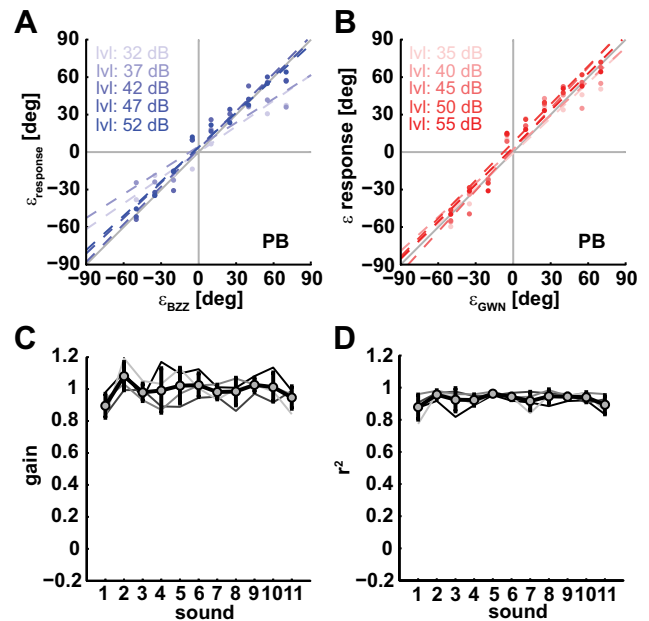 A
B
90
60
30
0
−30
−60
−90
ε response [deg]
lvl: 32 dB
lvl: 37 dB
lvl: 42 dB
lvl: 47 dB
lvl: 52 dB
PB
−90 −60 −30 0 30 60 90
ε BZZ [deg]
90
60
30
0
−30
−60
−90
ε response [deg]
lvl: 35 dB
lvl: 40 dB
lvl: 45 dB
lvl: 50 dB
lvl: 55 dB
PB
−90 −60 −30 0 30 60 90
ε GWN [deg]
C
D
1.2
1
0.8
0.6
0.4
0.2
0
−0.2
gain
1 2 3 4 5 6 7 8 9 10 11
sound
1.2
1
0.8
0.6
0.4
0.2
0
−0.2
r²
1 2 3 4 5 6 7 8 9 10 11
sound